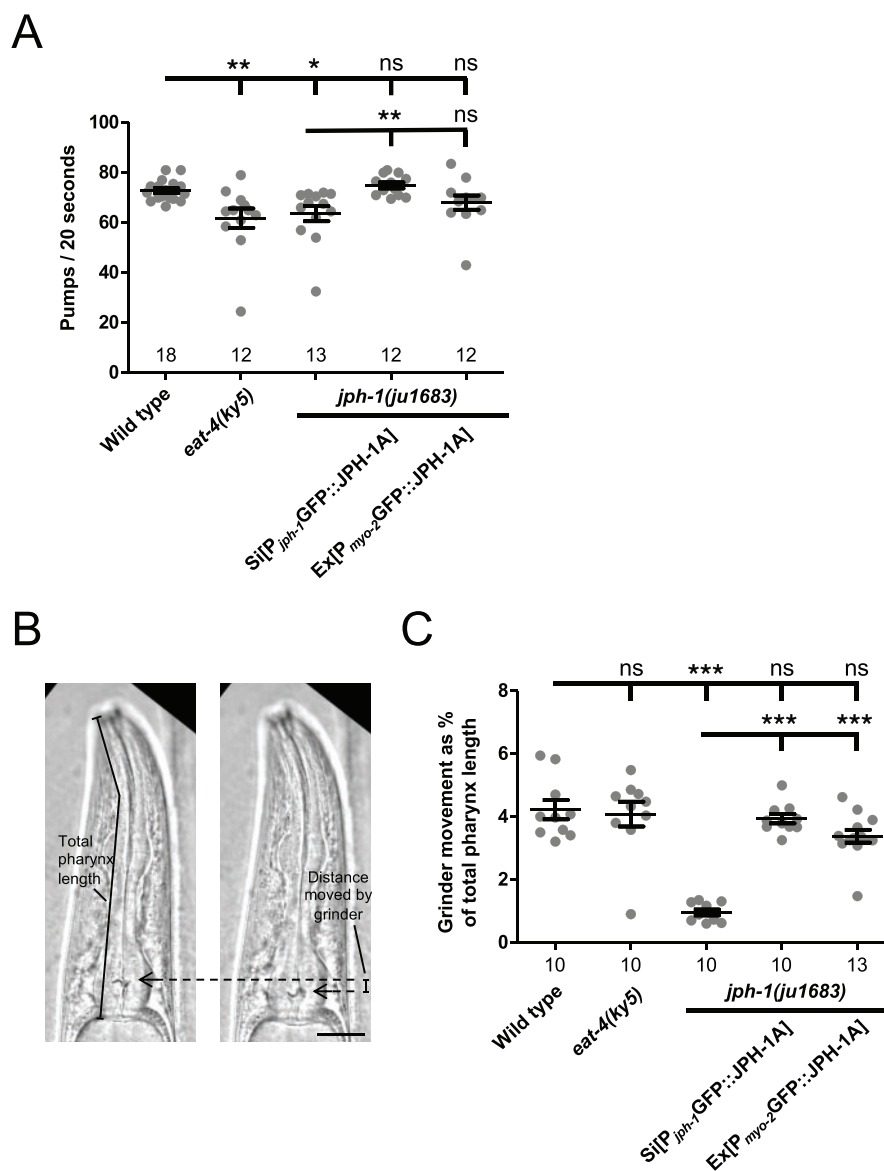 A
** * ns ns
** ns
Pumps / 20 seconds
100
80
60
40
20
0
18 12 13 12 12
Wild type
eat-4(ky5)
jph-1(ju1683)
Si[Pjph-1GFP::JPH-1A]
Ex[Pmyo-2GFP::JPH-1A]
B
Total
pharynx
length
Distance
moved by
grinder
C
ns *** ns ns
*** ***
Grinder movement as %
of total pharynx length
8
6
4
2
0
10 10 10 10 13
Wild type
eat-4(ky5)
jph-1(ju1683)
Si[Pjph-1GFP::JPH-1A]
Ex[Pmyo-2GFP::JPH-1A]